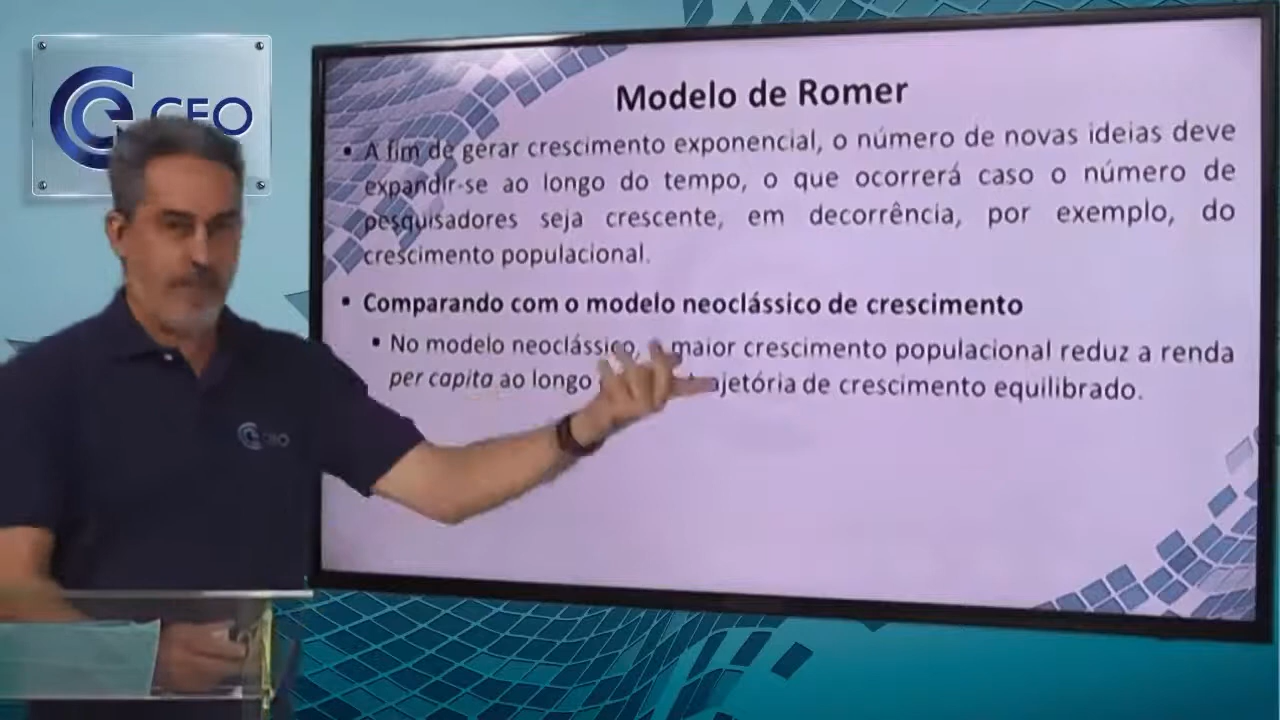 CEO
Modelo de Romer
• A fim de gerar crescimento exponencial, o número de novas ideias deve
expandir-se ao longo do tempo, o que ocorrerá caso o número de
pesquisadores seja crescente, em decorrência, por exemplo, do
crescimento populacional.
• Comparando com o modelo neoclássico de crescimento
• No modelo neoclássico, maior crescimento populacional reduz a renda
per capita ao longo ajetória de crescimento equilibrado.
CEO